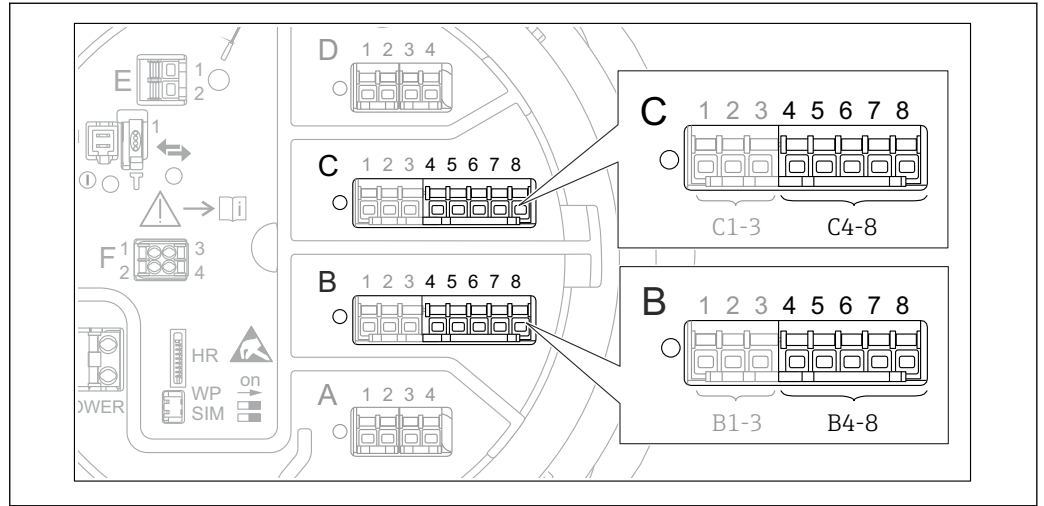 D 1 2 3 4
E 1
2
1
C 1 2 3 4 5 6 7 8
i
F 1 3
2 4
B 1 2 3 4 5 6 7 8
HR
WP on
SIM
OWER
A 1 2 3 4
C 1 2 3 4 5 6 7 8
C1-3 C4-8
B 1 2 3 4 5 6 7 8
B1-3 B4-8